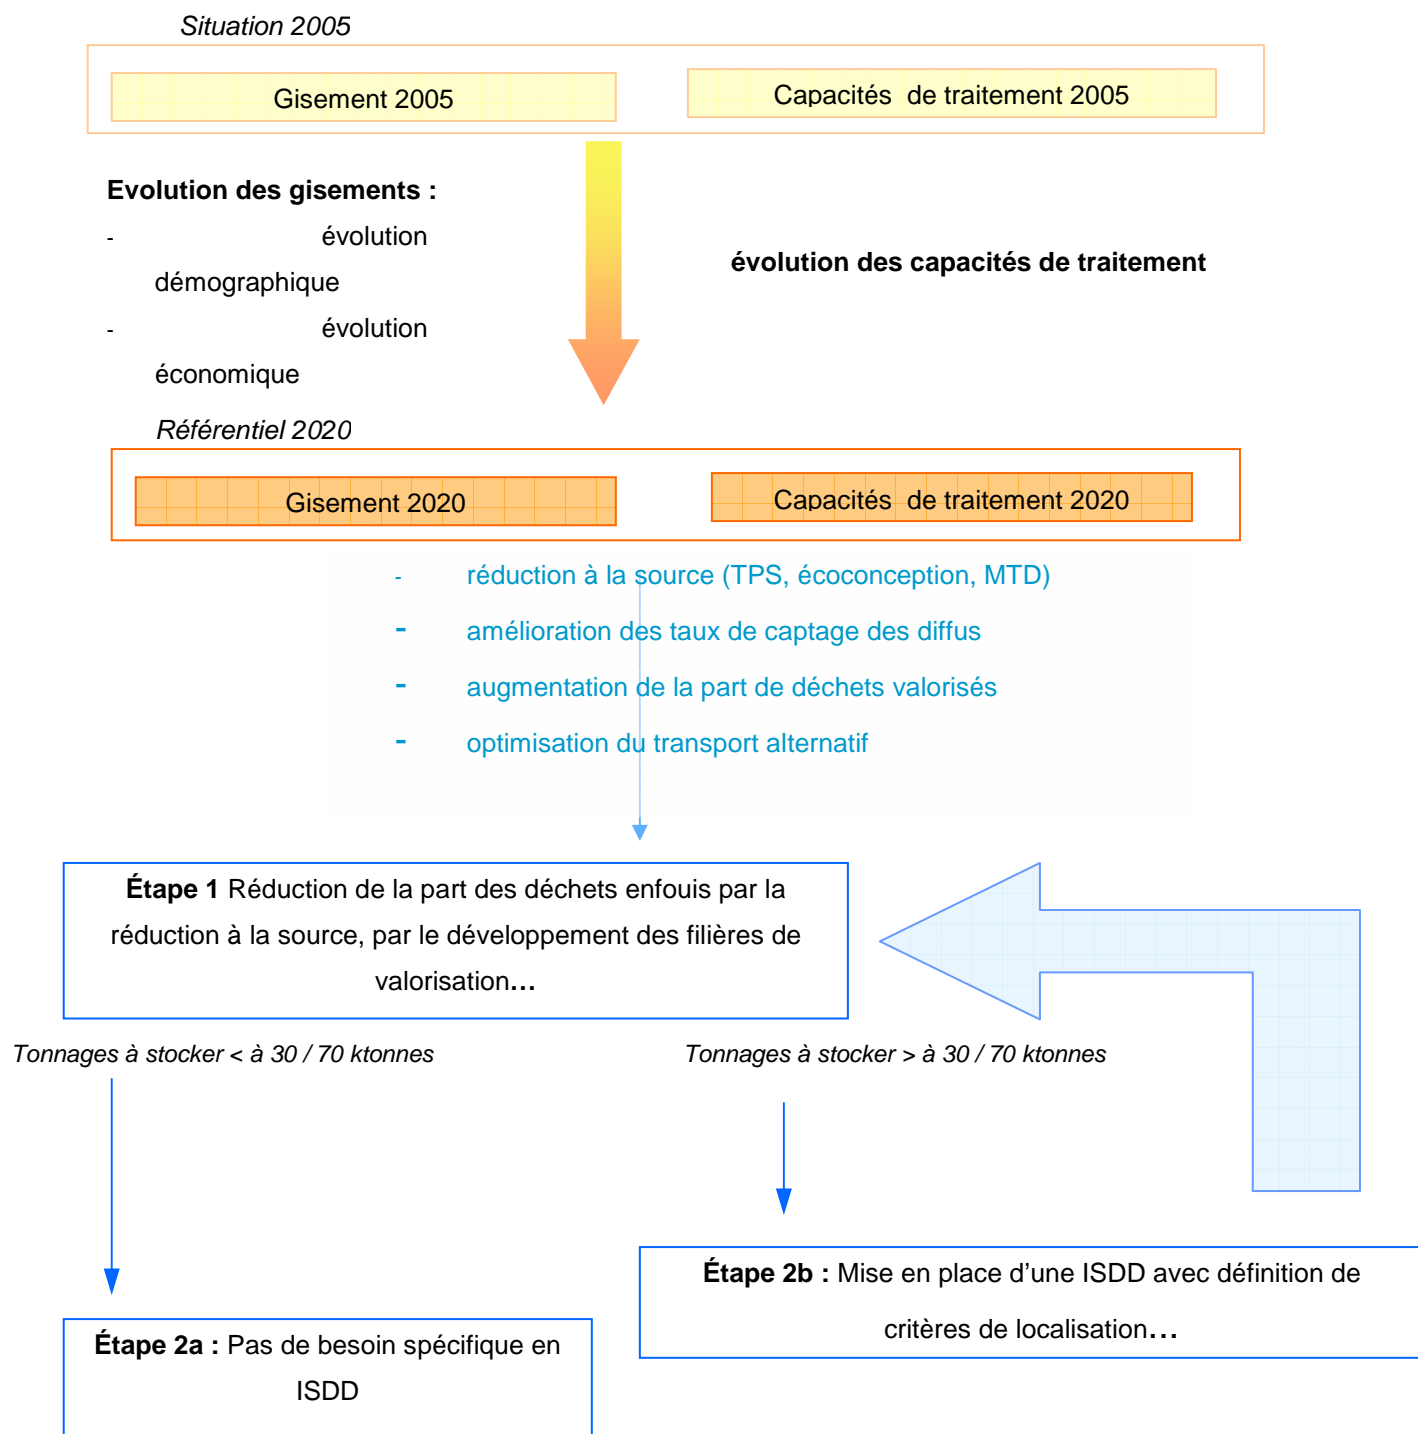 Situation 2005
Gisement 2005
Capacités de traitement 2005
Evolution des gisements :
- évolution
démographique
- évolution
économique
évolution des capacités de traitement
Référentiel 2020
Gisement 2020
Capacités de traitement 2020
- réduction à la source (TPS, écoconception, MTD)
- amélioration des taux de captage des diffus
- augmentation de la part de déchets valorisés
- optimisation du transport alternatif
Étape 1 Réduction de la part des déchets enfouis par la
réduction à la source, par le développement des filières de
valorisation...
Tonnages à stocker < à 30 / 70 ktonnes
Tonnages à stocker > à 30 / 70 ktonnes
Étape 2b : Mise en place d’une ISDD avec définition de
critères de localisation...
Étape 2a : Pas de besoin spécifique en
ISDD